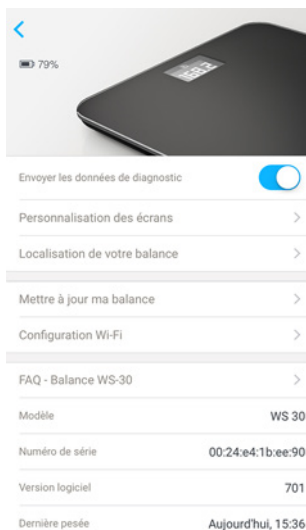 79%
Envoyer les données de diagnostic
Personnalisation des écrans
Localisation de votre balance
Mettre à jour ma balance
Configuration Wi-Fi
FAQ - Balance WS-30
Modèle WS 30
Numéro de série 00:24:e4:1b:ee:90
Version logiciel 701
Dernière pesée Aujourd'hui, 15:36